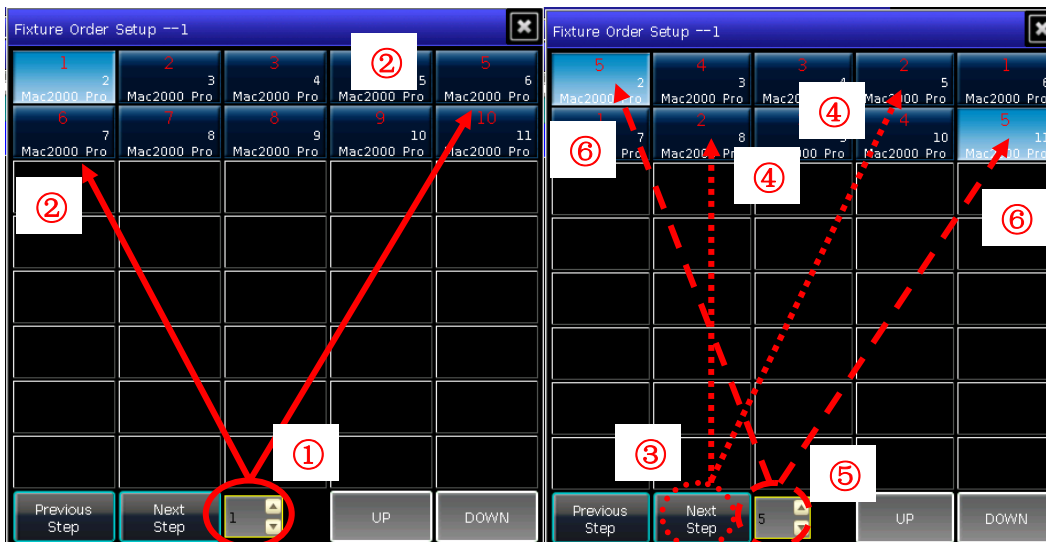 Fixture Order Setup --1
1 2 3 ② 5
2 3 4 5 6
Mac2000 Pro Mac2000 Pro Mac2000 Pro Mac2000 Pro Mac2000 Pro
6 7 8 9 10
7 8 9 10 11
Mac2000 Pro Mac2000 Pro Mac2000 Pro Mac2000 Pro Mac2000 Pro
②
①
Previous Step
Next Step
1
UP
DOWN
Fixture Order Setup --1
5 4 3 2 1
2 3 4 5 6
Mac2000 Pro Mac2000 Pro Mac2000 Pro Mac2000 Pro
④
2 4 5
7 8 10 11
⑥ Pro Mac2000 Pro Pro Mac2000 Pro Pro
④
⑥
③
⑤
Previous Step
Next Step
5
UP
DOWN